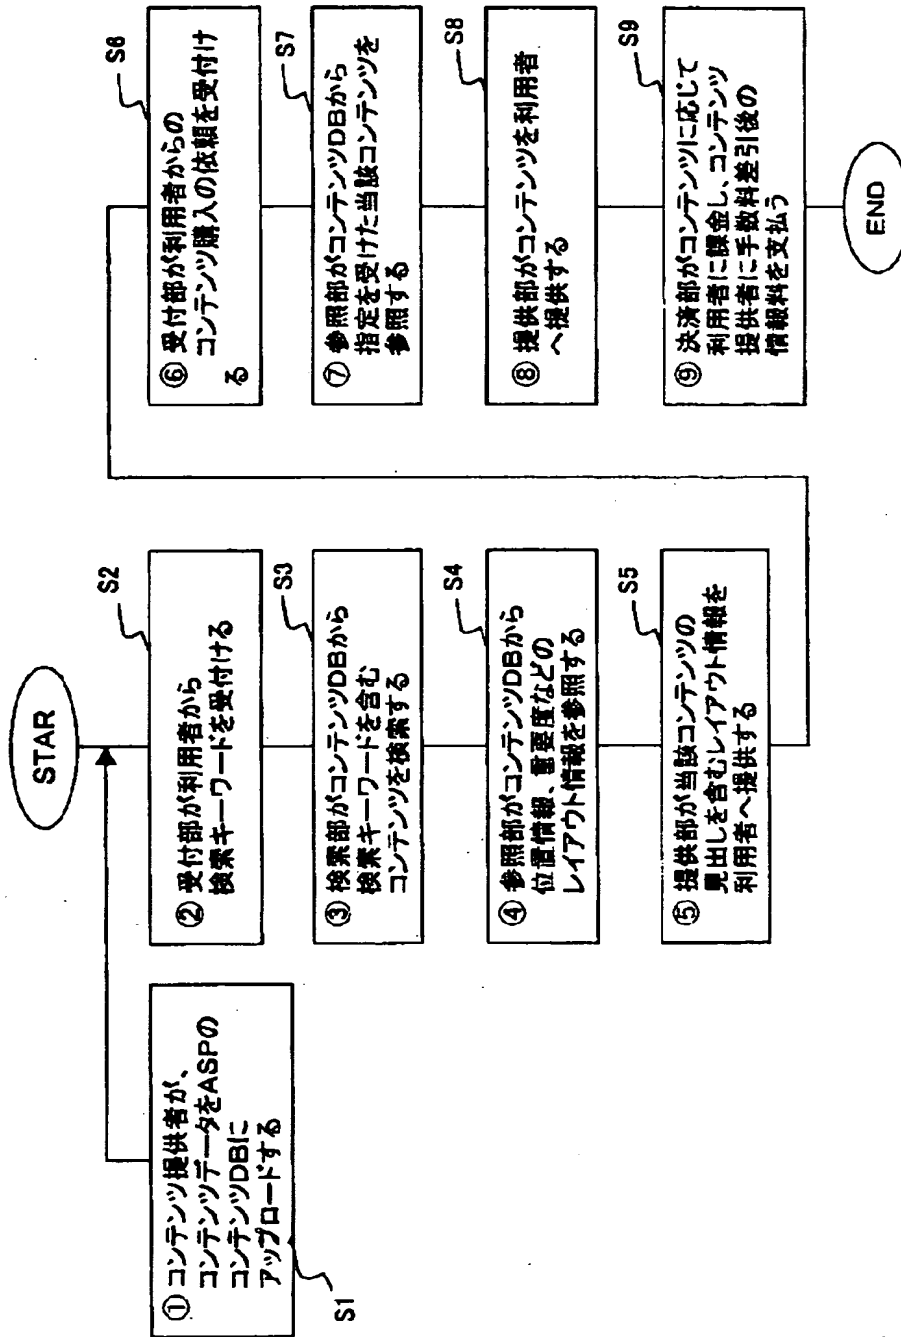 STAR
① コンテンツ提供者が、
コンテンツデータをASPの
コンテンツDBに
アップロードする
S1
② 受付部が利用者から
検索キーワードを受付ける
S2
③ 検索部がコンテンツDBから
検索キーワードを含む
コンテンツを検索する
S3
④ 参照部がコンテンツDBから
位置情報、重要度などの
レイアウト情報を参照する
S4
⑤ 提供部が当該コンテンツの
見出しを含むレイアウト情報を
利用者へ提供する
S5
⑥ 受付部が利用者からの
コンテンツ購入の依頼を受付け
る
S6
⑦ 参照部がコンテンツDBから
指定を受けた当該コンテンツを
参照する
S7
⑧ 提供部がコンテンツを利用者
へ提供する
S8
⑨ 決済部がコンテンツに応じて
利用者に課金し、コンテンツ
提供者に手数料差引後の
情報料を支払う
S9
END